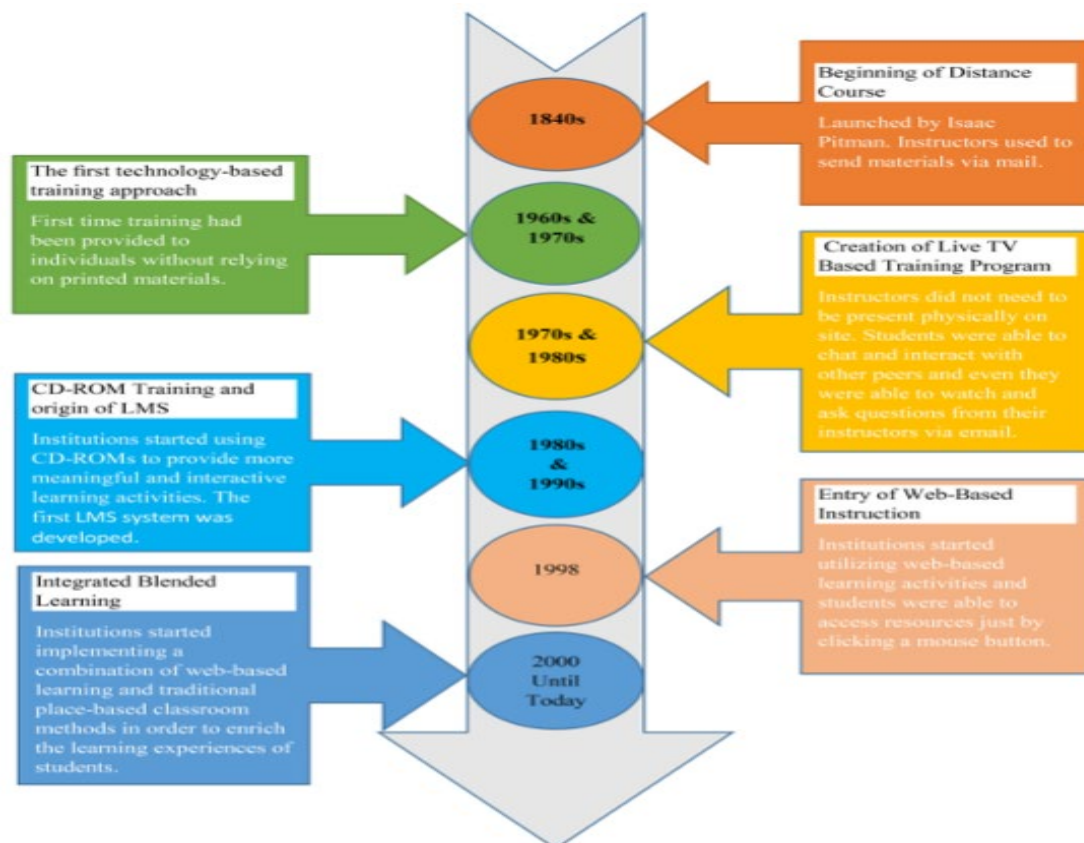 1840s
Beginning of Distance
Course
Launched by Isaac
Pitman. Instructors used to
send materials via mail.
The first technology-based
training approach
First time training had
been provided to
individuals without relying
on printed materials.
1960s &
1970s
Creation of Live TV
Based Training Program
Instructors did not need to
be present physically on
site. Students were able to
chat and interact with
other peers and even they
were able to watch and
ask questions from their
instructors via email.
1970s &
1980s
CD-ROM Training and
origin of LMS
Institutions started using
CD-ROMs to provide more
meaningful and interactive
learning activities. The
first LMS system was
developed.
1980s
&
1990s
Entry of Web-Based
Instruction
Institutions started
utilizing web-based
learning activities and
students were able to
access resources just by
clicking a mouse button.
1998
Integrated Blended
Learning
Institutions started
implementing a
combination of web-based
learning and traditional
place-based classroom
methods in order to enrich
the learning experiences of
students.
2000
Until
Today